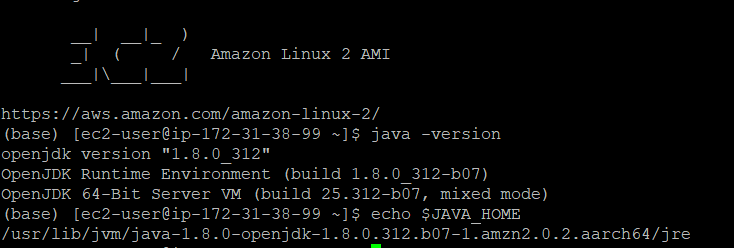 __|  __|_  )
_|  (     /   Amazon Linux 2 AMI
___|\___|___|
https://aws.amazon.com/amazon-linux-2/
(base) [ec2-user@ip-172-31-38-99 ~]$ java -version
openjdk version "1.8.0_312"
OpenJDK Runtime Environment (build 1.8.0_312-b07)
OpenJDK 64-Bit Server VM (build 25.312-b07, mixed mode)
(base) [ec2-user@ip-172-31-38-99 ~]$ echo $JAVA_HOME
/usr/lib/jvm/java-1.8.0-openjdk-1.8.0.312.b07-1.amzn2.0.2.aarch64/jre